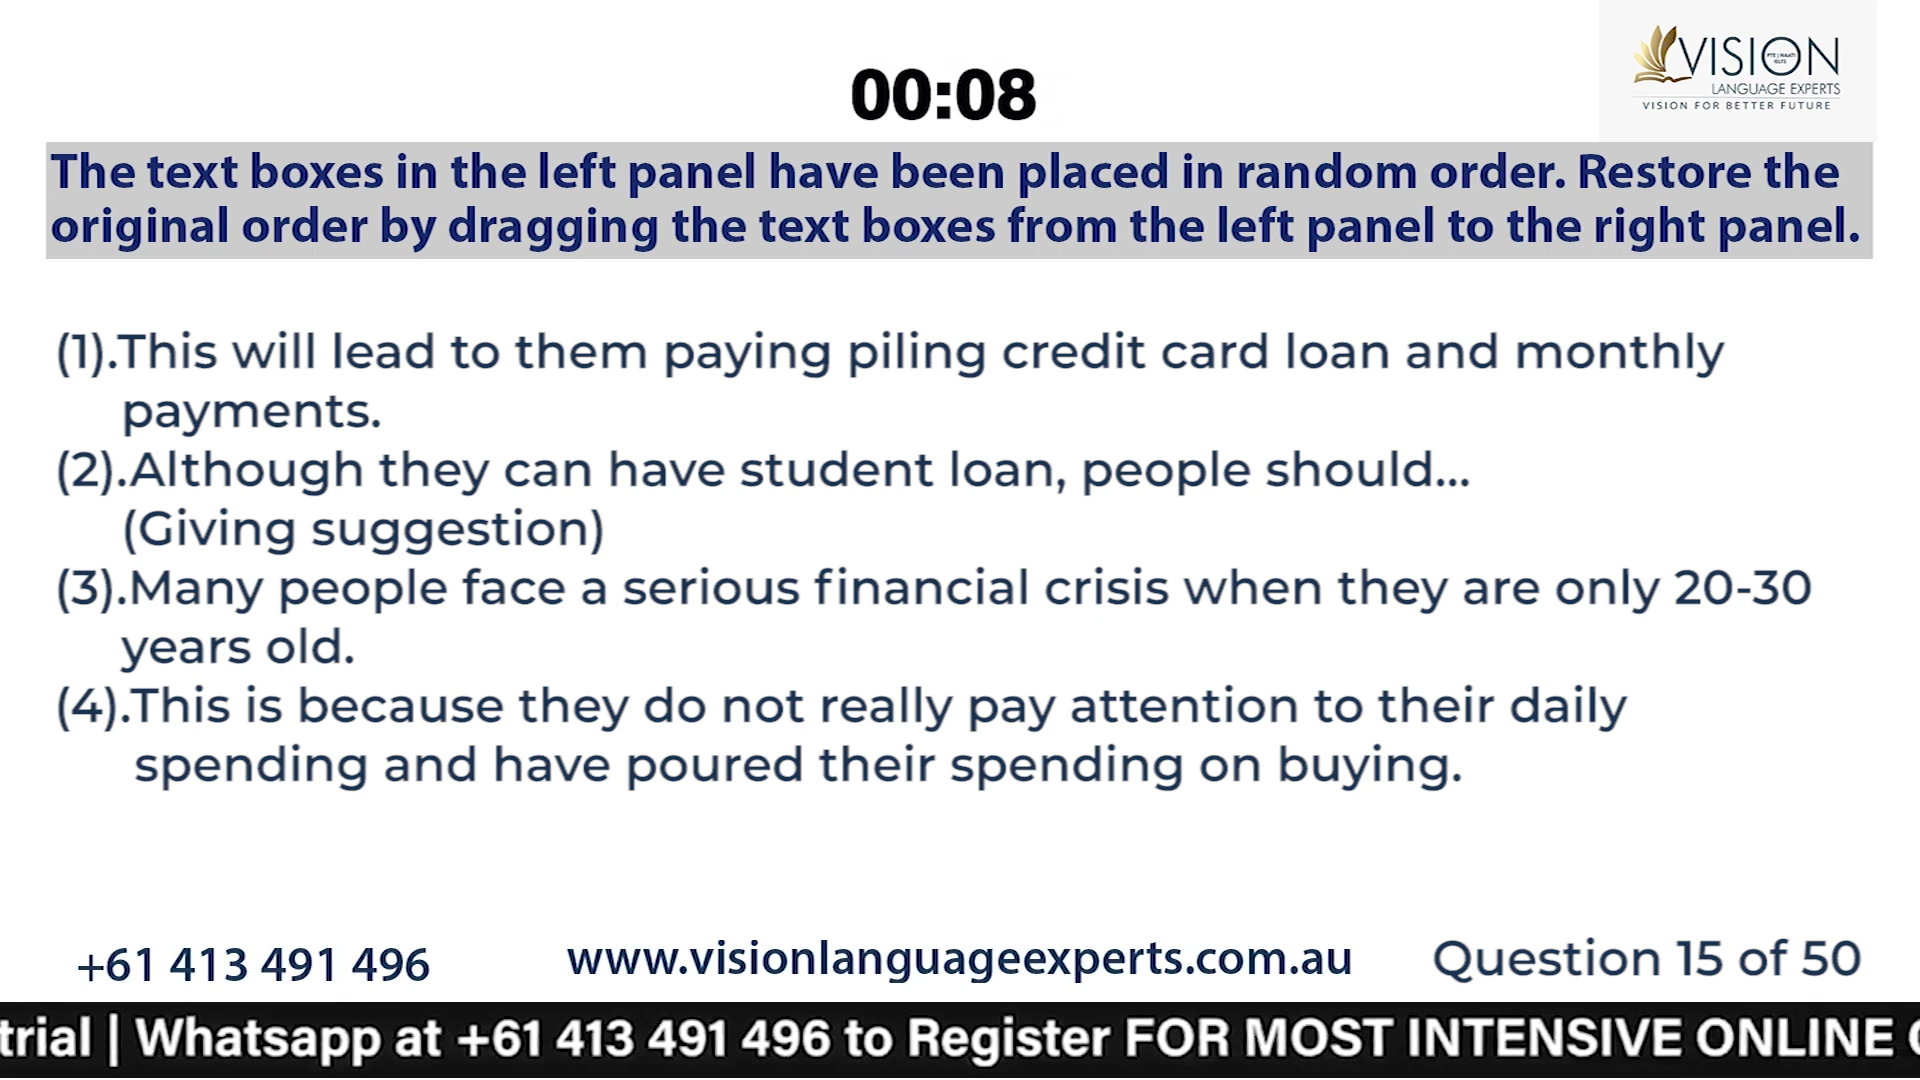 VISION
PTE | NAATI
IELTS
LANGUAGE EXPERTS
VISION FOR BETTER FUTURE
00:08
The text boxes in the left panel have been placed in random order. Restore the
original order by dragging the text boxes from the left panel to the right panel.
(1).This will lead to them paying piling credit card loan and monthly
payments.
(2).Although they can have student loan, people should...
(Giving suggestion)
(3).Many people face a serious financial crisis when they are only 20-30
years old.
(4).This is because they do not really pay attention to their daily
spending and have poured their spending on buying.
+61 413 491 496
www.visionlanguageexperts.com.au
Question 15 of 50
trial | Whatsapp at +61 413 491 496 to Register FOR MOST INTENSIVE ONLINE